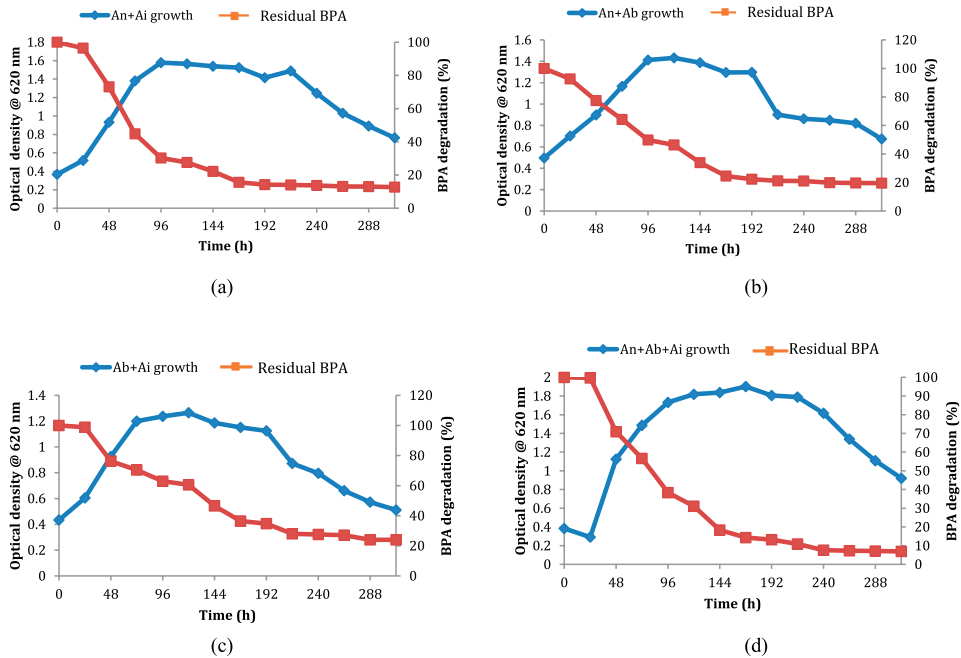 An+Ai growth Residual BPA
Optical density @ 620 nm
1.8
1.6
1.4
1.2
1
0.8
0.6
0.4
0.2
0
100
80
60
40
20
0
BPA degradation (%)
0 48 96 144 192 240 288
Time (h)
(a)
An+Ab growth Residual BPA
Optical density @ 620 nm
1.6
1.4
1.2
1
0.8
0.6
0.4
0.2
0
120
100
80
60
40
20
0
BPA degradation (%)
0 48 96 144 192 240 288
Time (h)
(b)
Ab+Ai growth Residual BPA
Optical density @ 620 nm
1.4
1.2
1
0.8
0.6
0.4
0.2
0
120
100
80
60
40
20
0
BPA degradation (%)
0 48 96 144 192 240 288
Time (h)
(c)
An+Ab+Ai growth Residual BPA
Optical density @ 620 nm
2
1.8
1.6
1.4
1.2
1
0.8
0.6
0.4
0.2
0
100
90
80
70
60
50
40
30
20
10
0
BPA degradation (%)
0 48 96 144 192 240 288
Time (h)
(d)